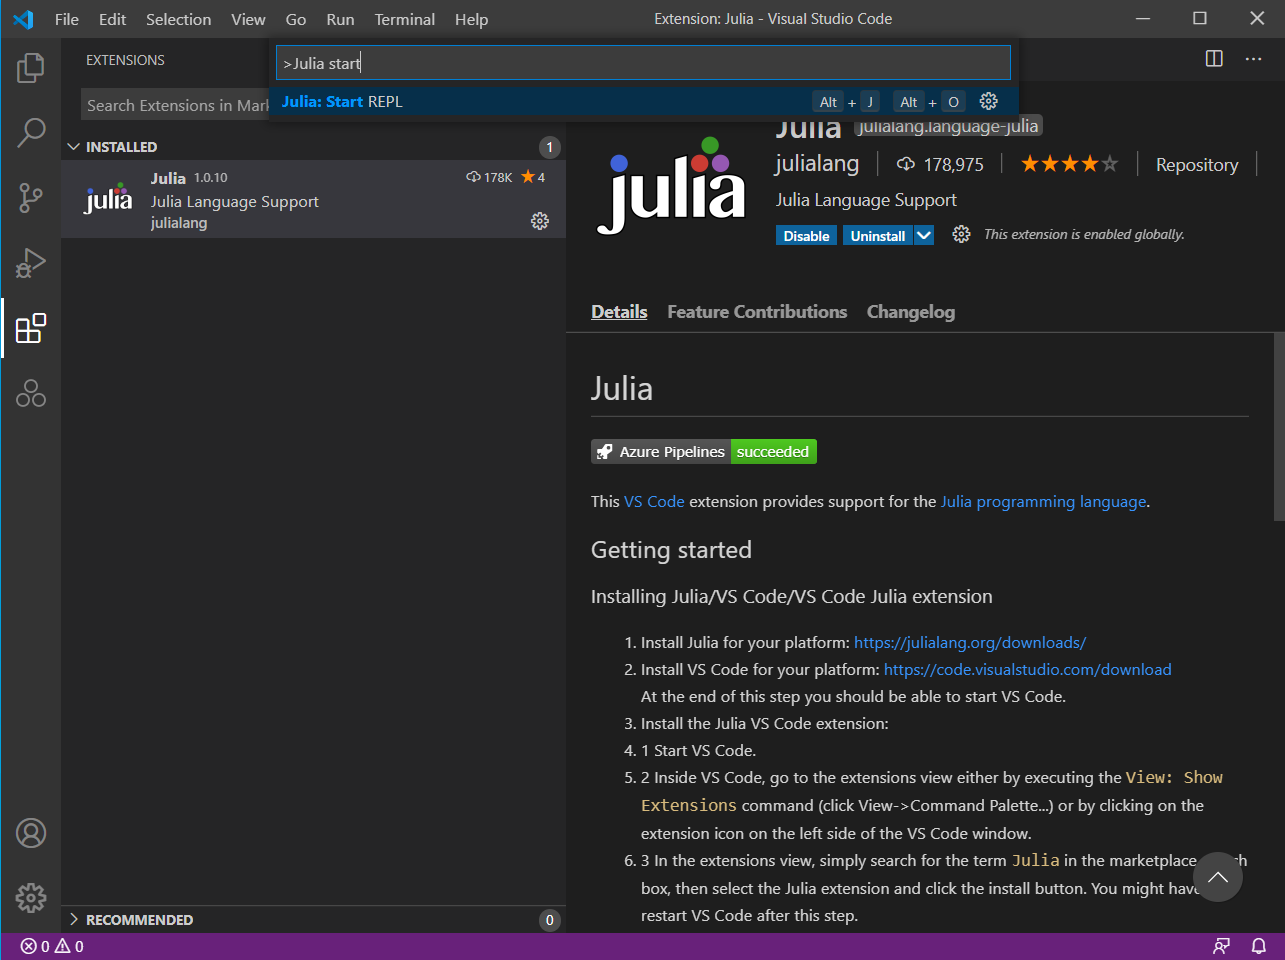 File Edit Selection View Go Run Terminal Help Extension: Julia - Visual Studio Code
>Julia start
Julia: Start REPL Alt + J Alt + O
EXTENSIONS
Search Extensions in Mark
INSTALLED 1
julia
Julia 1.0.10 178K 4
Julia Language Support
julialang
RECOMMENDED 0
julia
Julia julialang.language-julia
julialang 178,975 Repository
Julia Language Support
Disable Uninstall This extension is enabled globally.
Details Feature Contributions Changelog
Julia
Azure Pipelines succeeded
This VS Code extension provides support for the Julia programming language.
Getting started
Installing Julia/VS Code/VS Code Julia extension
1. Install Julia for your platform: https://julialang.org/downloads/
2. Install VS Code for your platform: https://code.visualstudio.com/download
At the end of this step you should be able to start VS Code.
3. Install the Julia VS Code extension:
4. 1 Start VS Code.
5. 2 Inside VS Code, go to the extensions view either by executing the View: Show
Extensions command (click View->Command Palette...) or by clicking on the
extension icon on the left side of the VS Code window.
6. 3 In the extensions view, simply search for the term Julia in the marketplace
box, then select the Julia extension and click the install button. You might have
restart VS Code after this step.
0 0